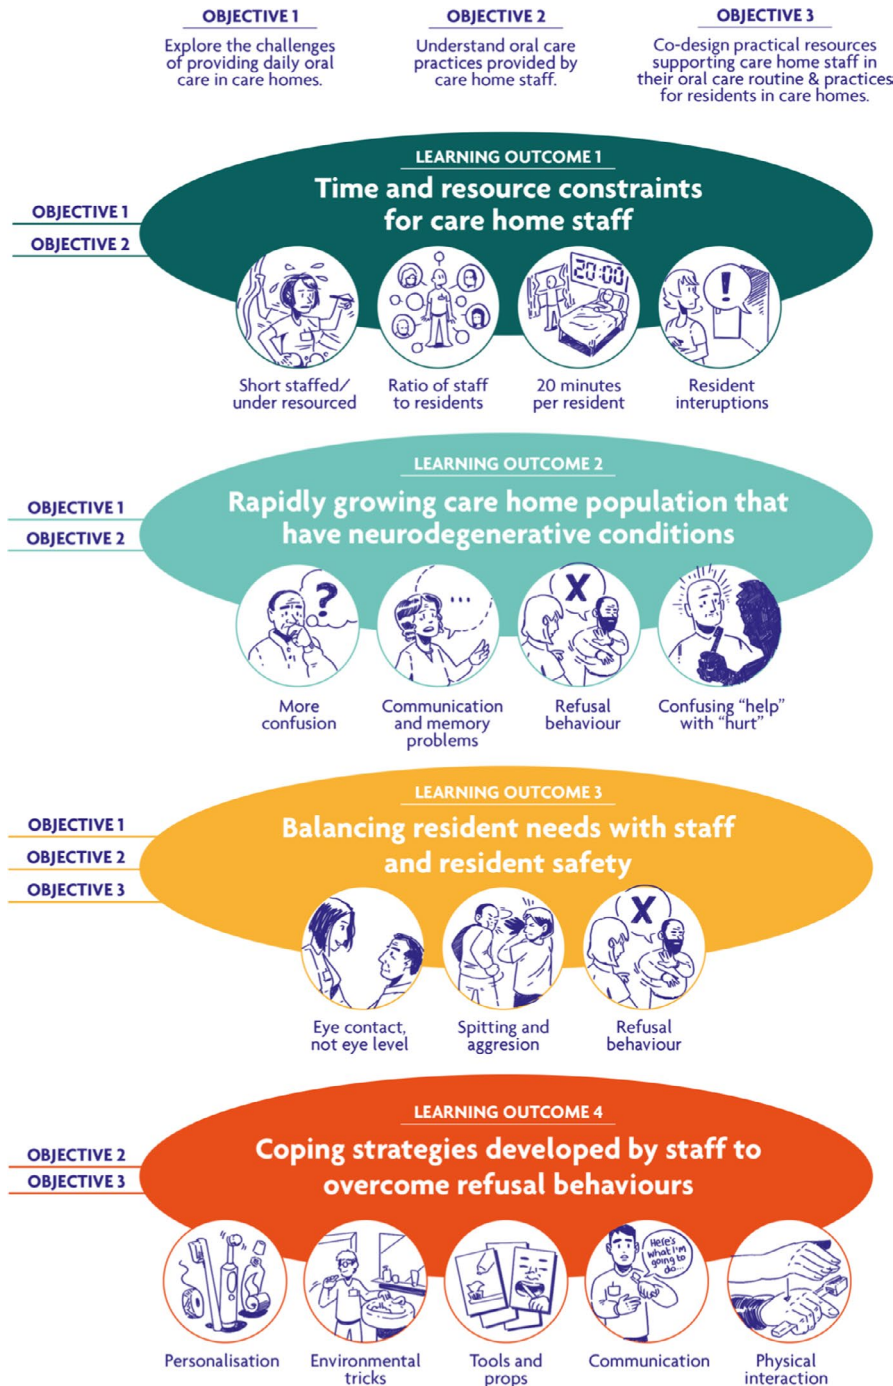 OBJECTIVE 1
Explore the challenges
of providing daily oral
care in care homes.
OBJECTIVE 2
Understand oral care
practices provided by
care home staff.
OBJECTIVE 3
Co-design practical resources
supporting care home staff in
their oral care routine & practices
for residents in care homes.
LEARNING OUTCOME 1
Time and resource constraints
for care home staff
OBJECTIVE 1
OBJECTIVE 2
20:00
!
Short staffed/
under resourced
Ratio of staff
to residents
20 minutes
per resident
Resident
interuptions
LEARNING OUTCOME 2
Rapidly growing care home population that
have neurodegenerative conditions
OBJECTIVE 1
OBJECTIVE 2
?
...
X
More
confusion
Communication
and memory
problems
Refusal
behaviour
Confusing “help”
with “hurt”
LEARNING OUTCOME 3
Balancing resident needs with staff
and resident safety
OBJECTIVE 1
OBJECTIVE 2
OBJECTIVE 3
X
Eye contact,
not eye level
Spitting and
aggresion
Refusal
behaviour
LEARNING OUTCOME 4
Coping strategies developed by staff to
overcome refusal behaviours
OBJECTIVE 2
OBJECTIVE 3
Here's
what I'm
going to
do...
Personalisation
Environmental
tricks
Tools and
props
Communication
Physical
interaction